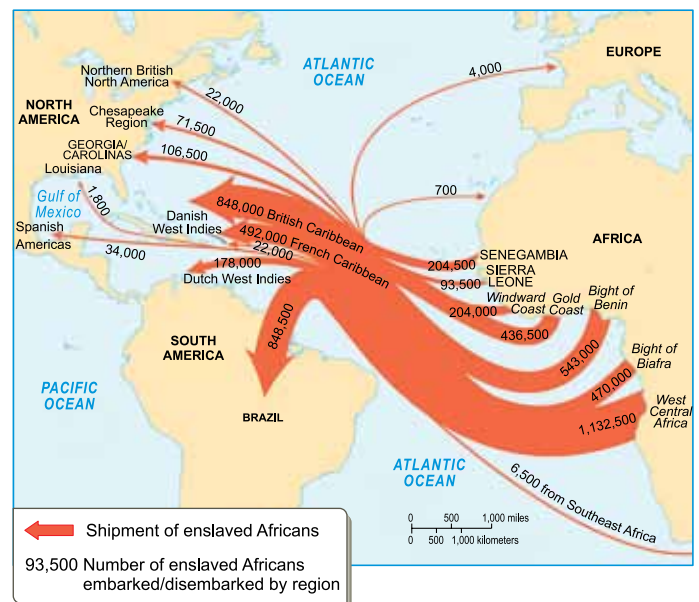 ATLANTIC
OCEAN
EUROPE
4,000
Northern British
North America
22,000
NORTH
AMERICA
Chesapeake
Region
71,500
GEORGIA/
CAROLINAS
106,500
Louisiana
1,800
700
Gulf of
Mexico
848,000 British Caribbean
Danish
West Indies
492,000 French Caribbean
Spanish
Americas
34,000
22,000
178,000
Dutch West Indies
AFRICA
SENEGAMBIA
204,500
SIERRA
LEONE
93,500
Windward
Coast
Gold
Coast
Bight of
Benin
204,000
436,500
543,000
Bight of
Biafra
470,000
West
Central
Africa
1,132,500
SOUTH
AMERICA
848,500
PACIFIC
OCEAN
BRAZIL
ATLANTIC
OCEAN
6,500 from Southeast Africa
0 500 1,000 miles
0 500 1,000 kilometers
Shipment of enslaved Africans
93,500 Number of enslaved Africans
embarked/disembarked by region